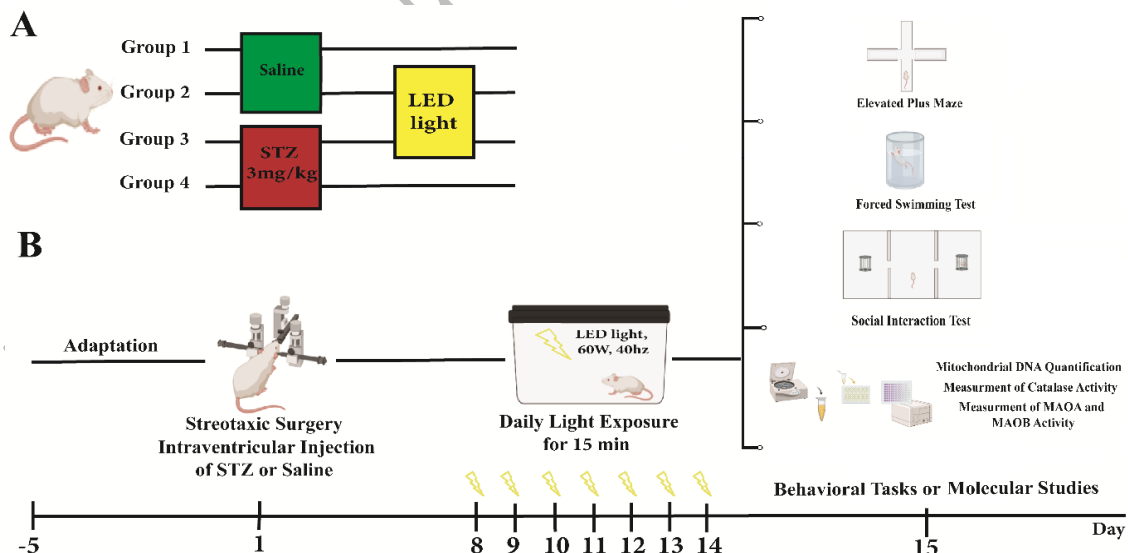 A
Group 1
Group 2
Group 3
Group 4
Saline
STZ
3mg/kg
LED
light
Elevated Plus Maze
Forced Swimming Test
Social Interaction Test
Mitochondrial DNA Quantification
Measurment of Catalase Activity
Measurment of MAOA and
MAOB Activity
B
Adaptation
Streotaxic Surgery
Intraventricular Injection
of STZ or Saline
LED light,
60W, 40hz
Daily Light Exposure
for 15 min
Behavioral Tasks or Molecular Studies
-5
1
8
9
10
11
12
13
14
15
Day